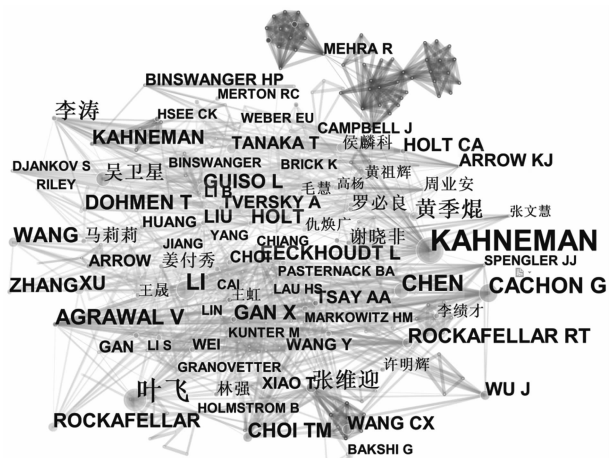 MEHRA R
BINSWANGER HP
MERTON RC
李涛
HSEE CK
WEBER EU
CAMPBELL J
KAHNEMAN
TANAKA T
侯麟科
HOLT CA
DJANKOV S
吴卫星
BINSWANGER
BRICK K
黄祖辉
ARROW KJ
RILEY
GUISO L
LI B
毛慧
高杨
周业安
DOHMEN T
TVERSKY A
罗必良
黄季焜
张文慧
HUANG
LIU
HOLT
仇焕广
WANG
马莉莉
JIANG
YANG
CHIANG
谢晓非
KAHNEMAN
ARROW
姜付秀
CHOI
EECKHOUDT L
SPENGLER JJ
PASTERNACK BA
ZHANG
XU
王晟
LI
CAI
王虹
LAU HS
TSAY AA
CHEN
CACHON G
AGRAWAL V
LIN
GAN X
MARKOWITZ HM
李绩才
KUNTER M
GAN
LI S
WEI
WANG Y
ROCKAFELLAR RT
GRANOVETTER
许明辉
叶飞
林强
XIAO T
张维迎
WU J
HOLMSTROM B
ROCKAFELLAR
CHOI TM
WANG CX
BAKSHI G